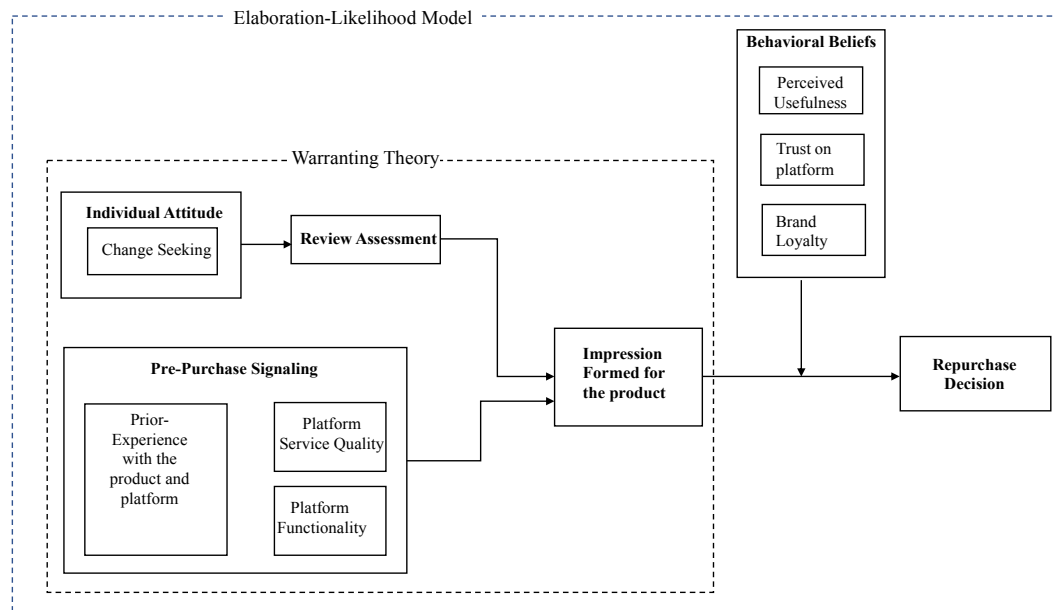 Elaboration-Likelihood Model
Behavioral Beliefs
Perceived
Usefulness
Trust on
platform
Brand
Loyalty
Warranting Theory
Individual Attitude
Change Seeking
Review Assessment
Pre-Purchase Signaling
Prior-
Experience
with the
product and
platform
Platform
Service Quality
Platform
Functionality
Impression
Formed for
the product
Repurchase
Decision